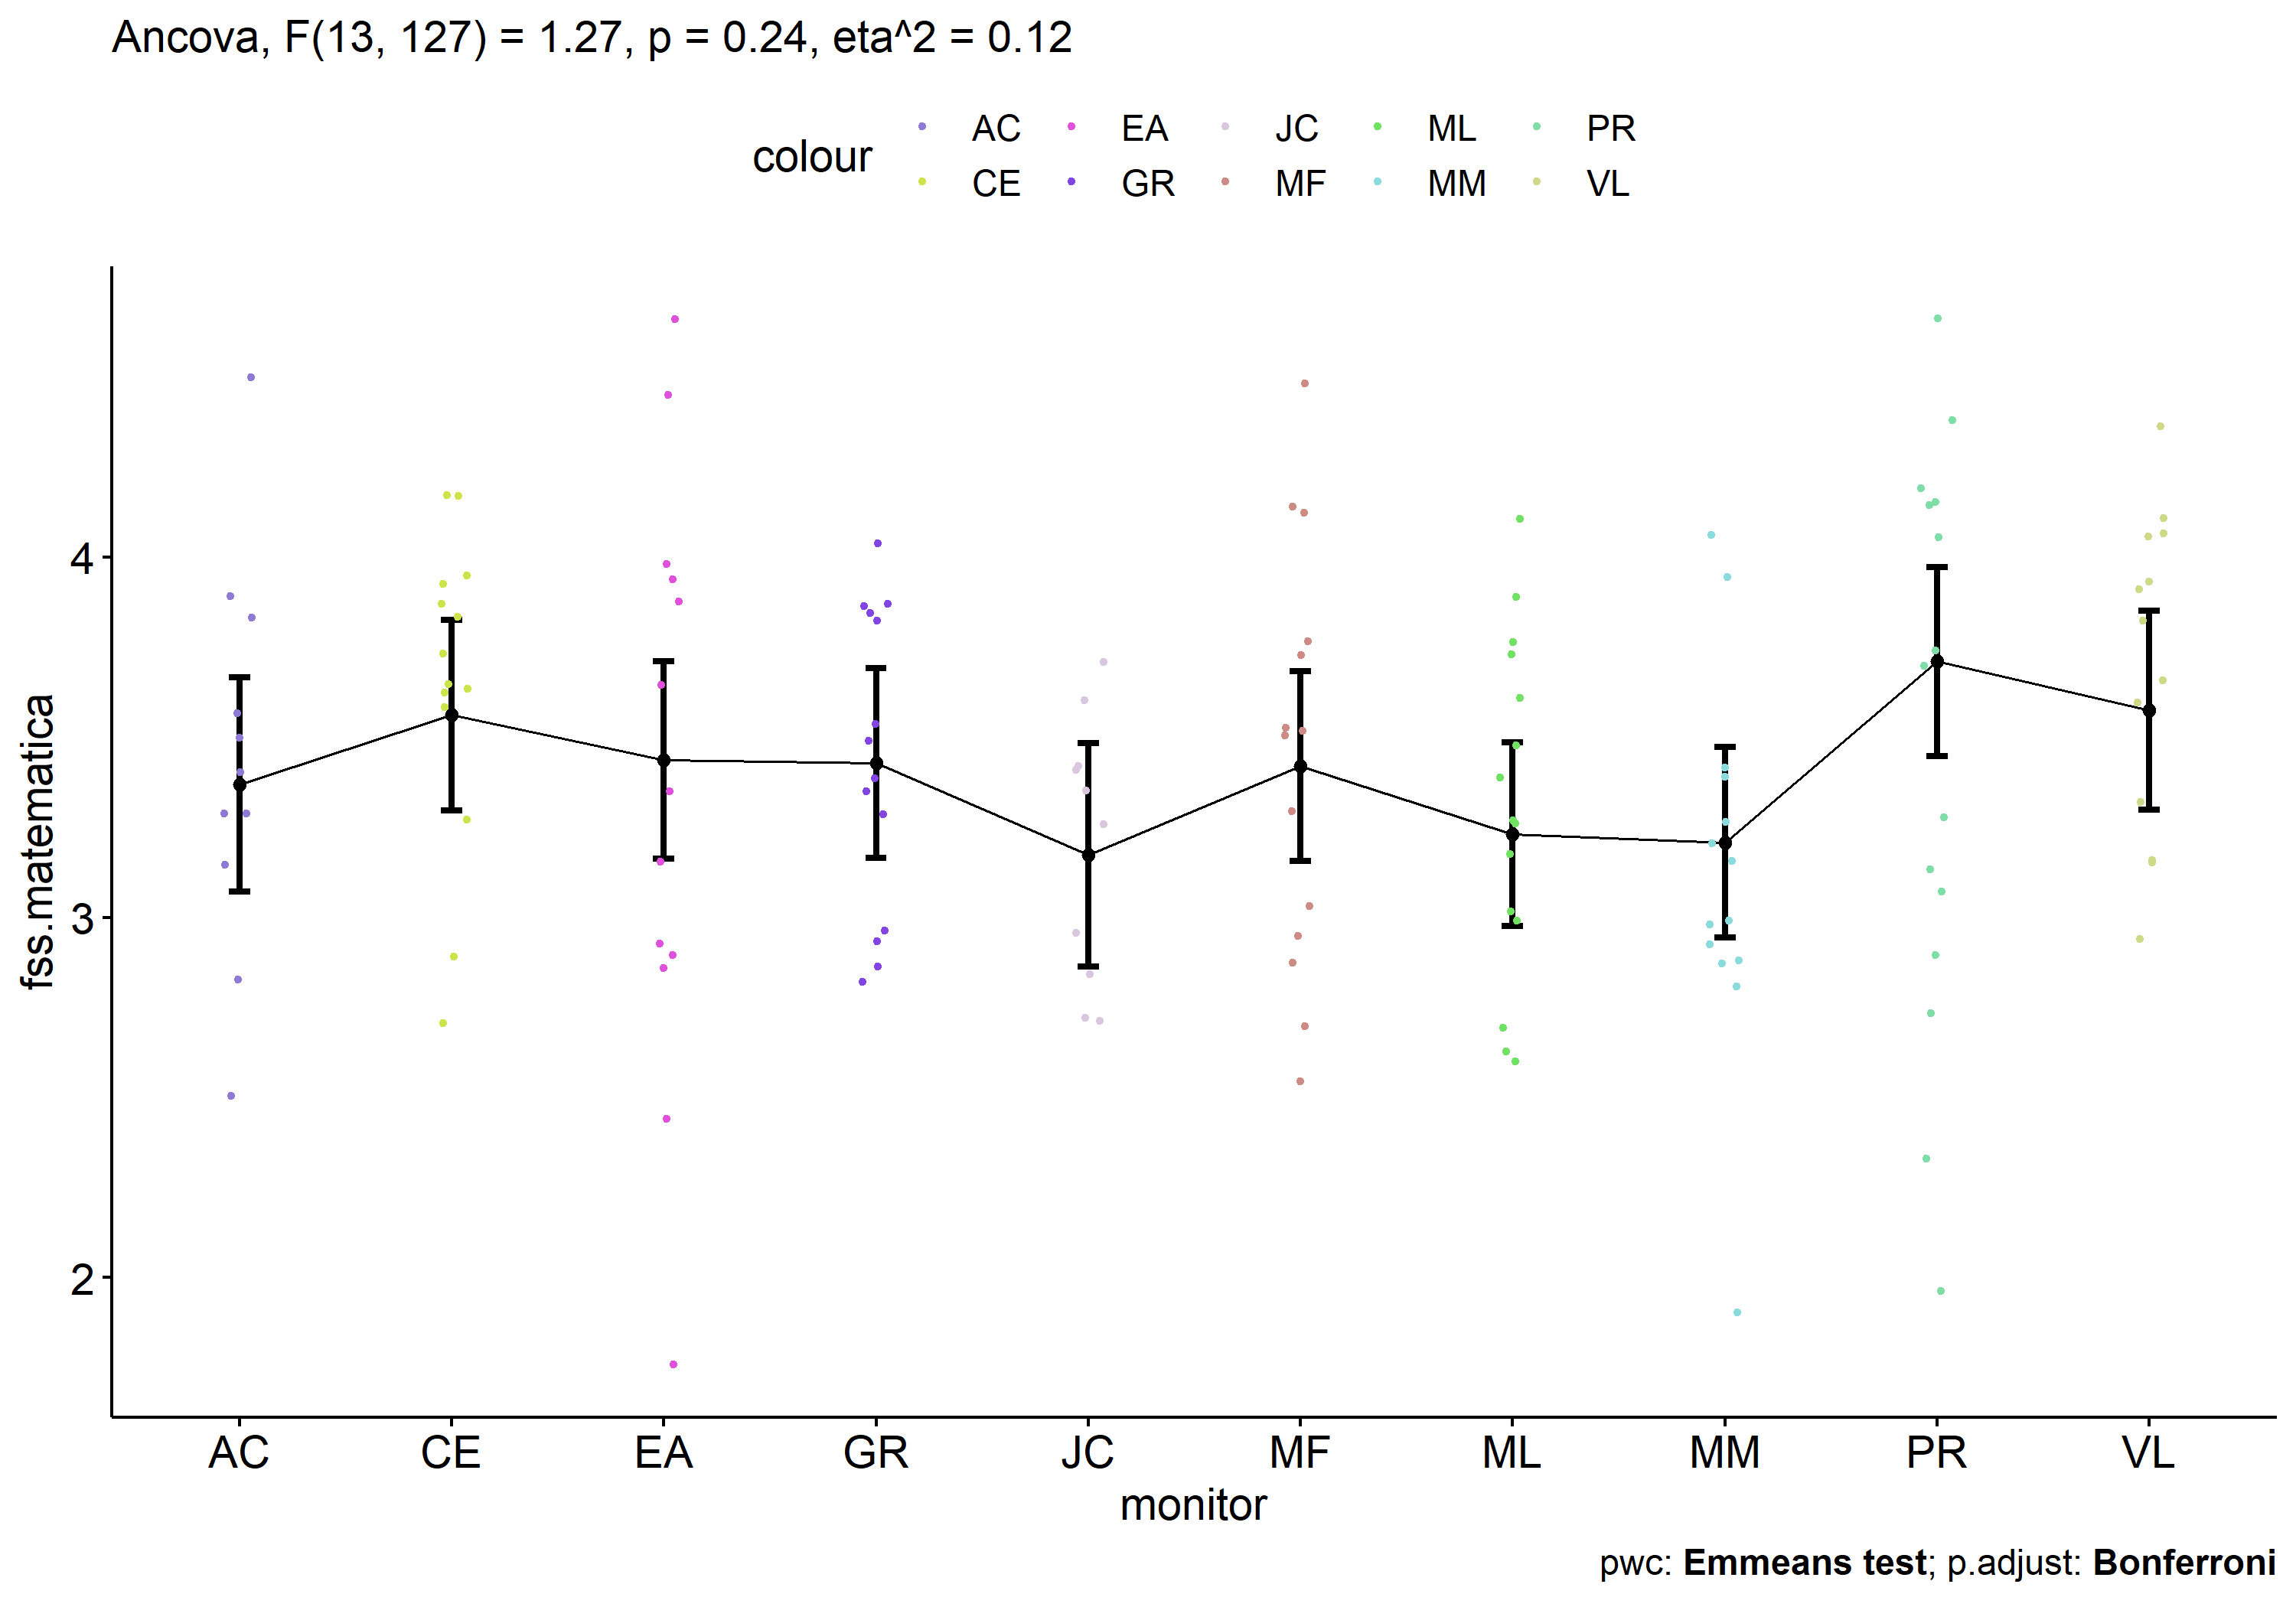 Ancova, F(13, 127) = 1.27, p = 0.24, eta^2 = 0.12
colour
AC EA JC ML PR
CE GR MF MM VL
4
3
2
fss.matematica
AC CE EA GR JC MF ML MM PR VL
monitor
pwc: Emmeans test; p.adjust: Bonferroni